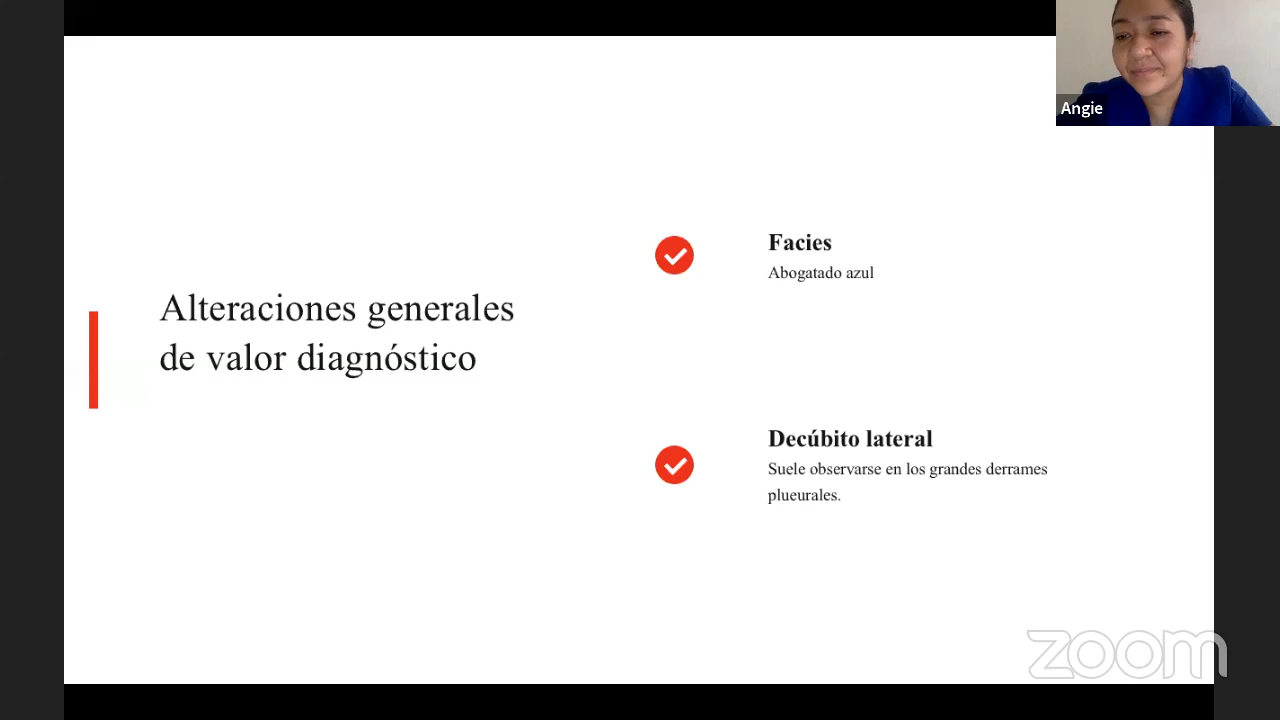 Angie
Alteraciones generales
de valor diagnóstico
Facies
Abogatado azul
Decúbito lateral
Suele observarse en los grandes derrames
plueurales.
zoom